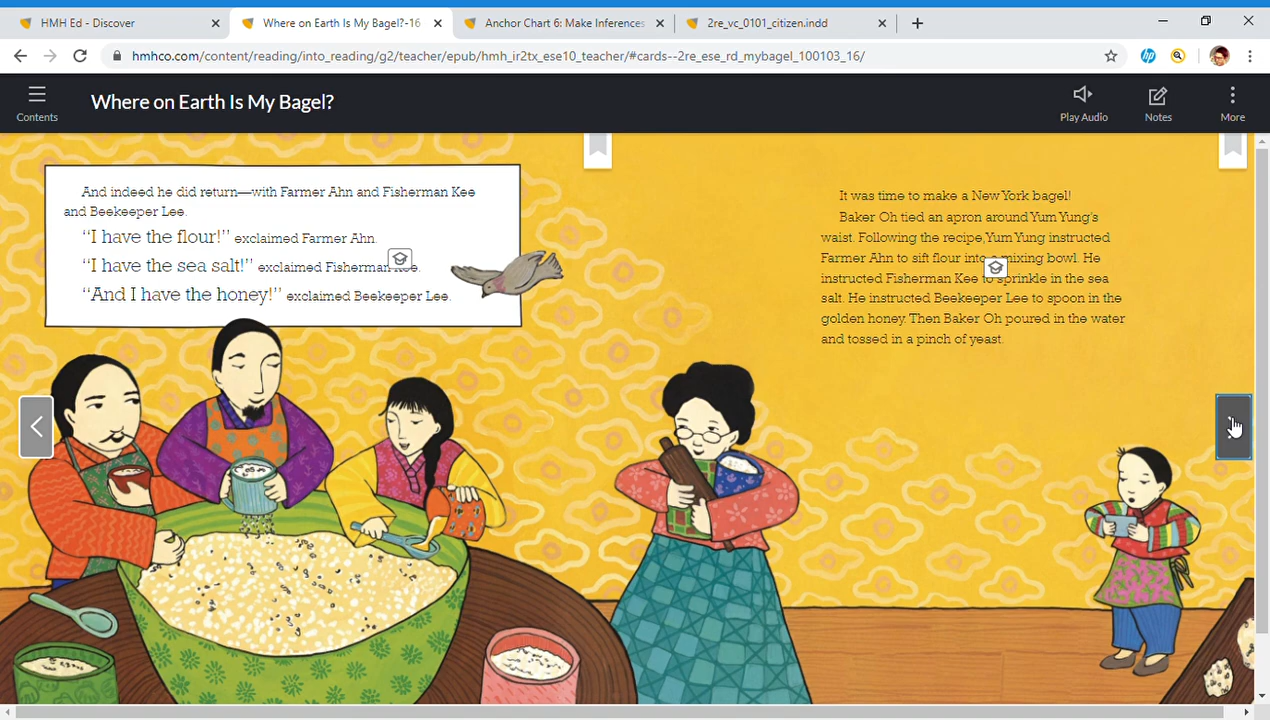 HMH Ed - Discover
Where on Earth Is My Bagel?-16
Anchor Chart 6: Make Inferences
2re_vc_0101_citizen.indd
hmhco.com/content/reading/into_reading/g2/teacher/epub/hmh_ir2tx_ese10_teacher/#cards--2re_ese_rd_mybagel_100103_16/
hp
Contents
Where on Earth Is My Bagel?
Play Audio
Notes
More
And indeed he did return—with Farmer Ahn and Fisherman Kee
and Beekeeper Lee.
“I have the flour!” exclaimed Farmer Ahn.
“I have the sea salt!” exclaimed Fisherman Kee.
“And I have the honey!” exclaimed Beekeeper Lee.
It was time to make a New York bagel!
Baker Oh tied an apron around Yum Yung’s
waist. Following the recipe, Yum Yung instructed
Farmer Ahn to sift flour into a mixing bowl. He
instructed Fisherman Kee to sprinkle in the sea
salt. He instructed Beekeeper Lee to spoon in the
golden honey. Then Baker Oh poured in the water
and tossed in a pinch of yeast.